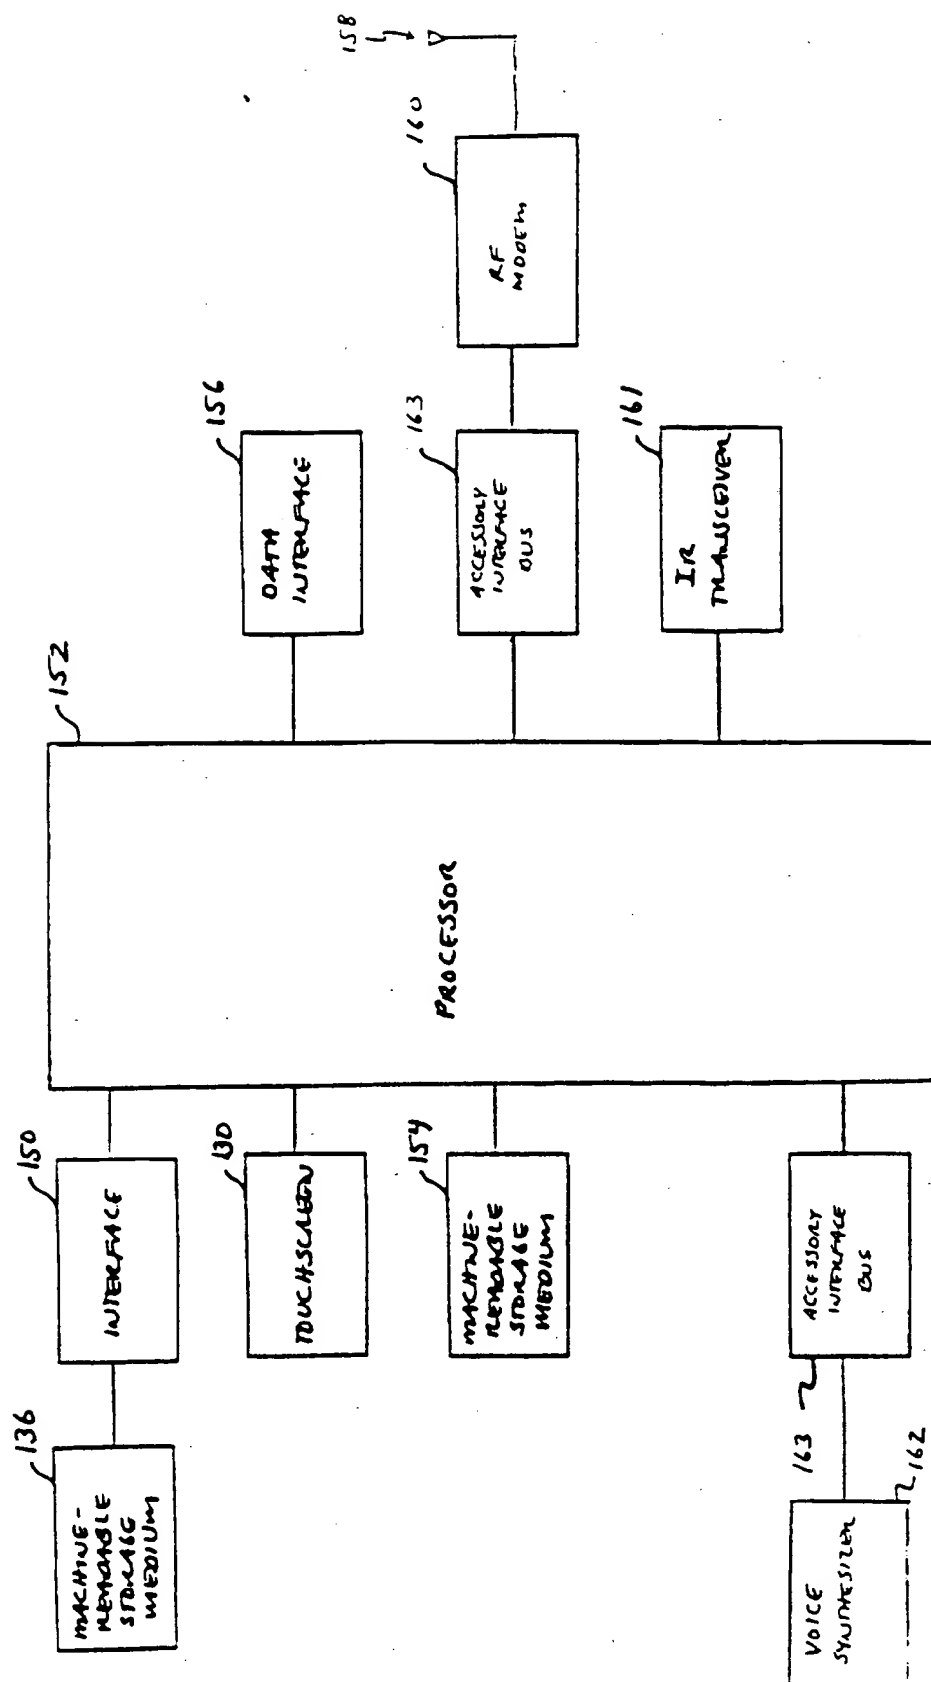 136
MACHINE-
READABLE
STORAGE
MEDIUM
150
INTERFACE
130
TOUCHSCREEN
154
MACHINE-
READABLE
STORAGE
MEDIUM
162
VOICE
SYNTHESIZER
163
ACCESSORY
INTERFACE
BUS
152
PROCESSOR
156
DATA
INTERFACE
163
ACCESSORY
INTERFACE
BUS
161
IR
TRANSCEIVER
160
RF
MODEM
158